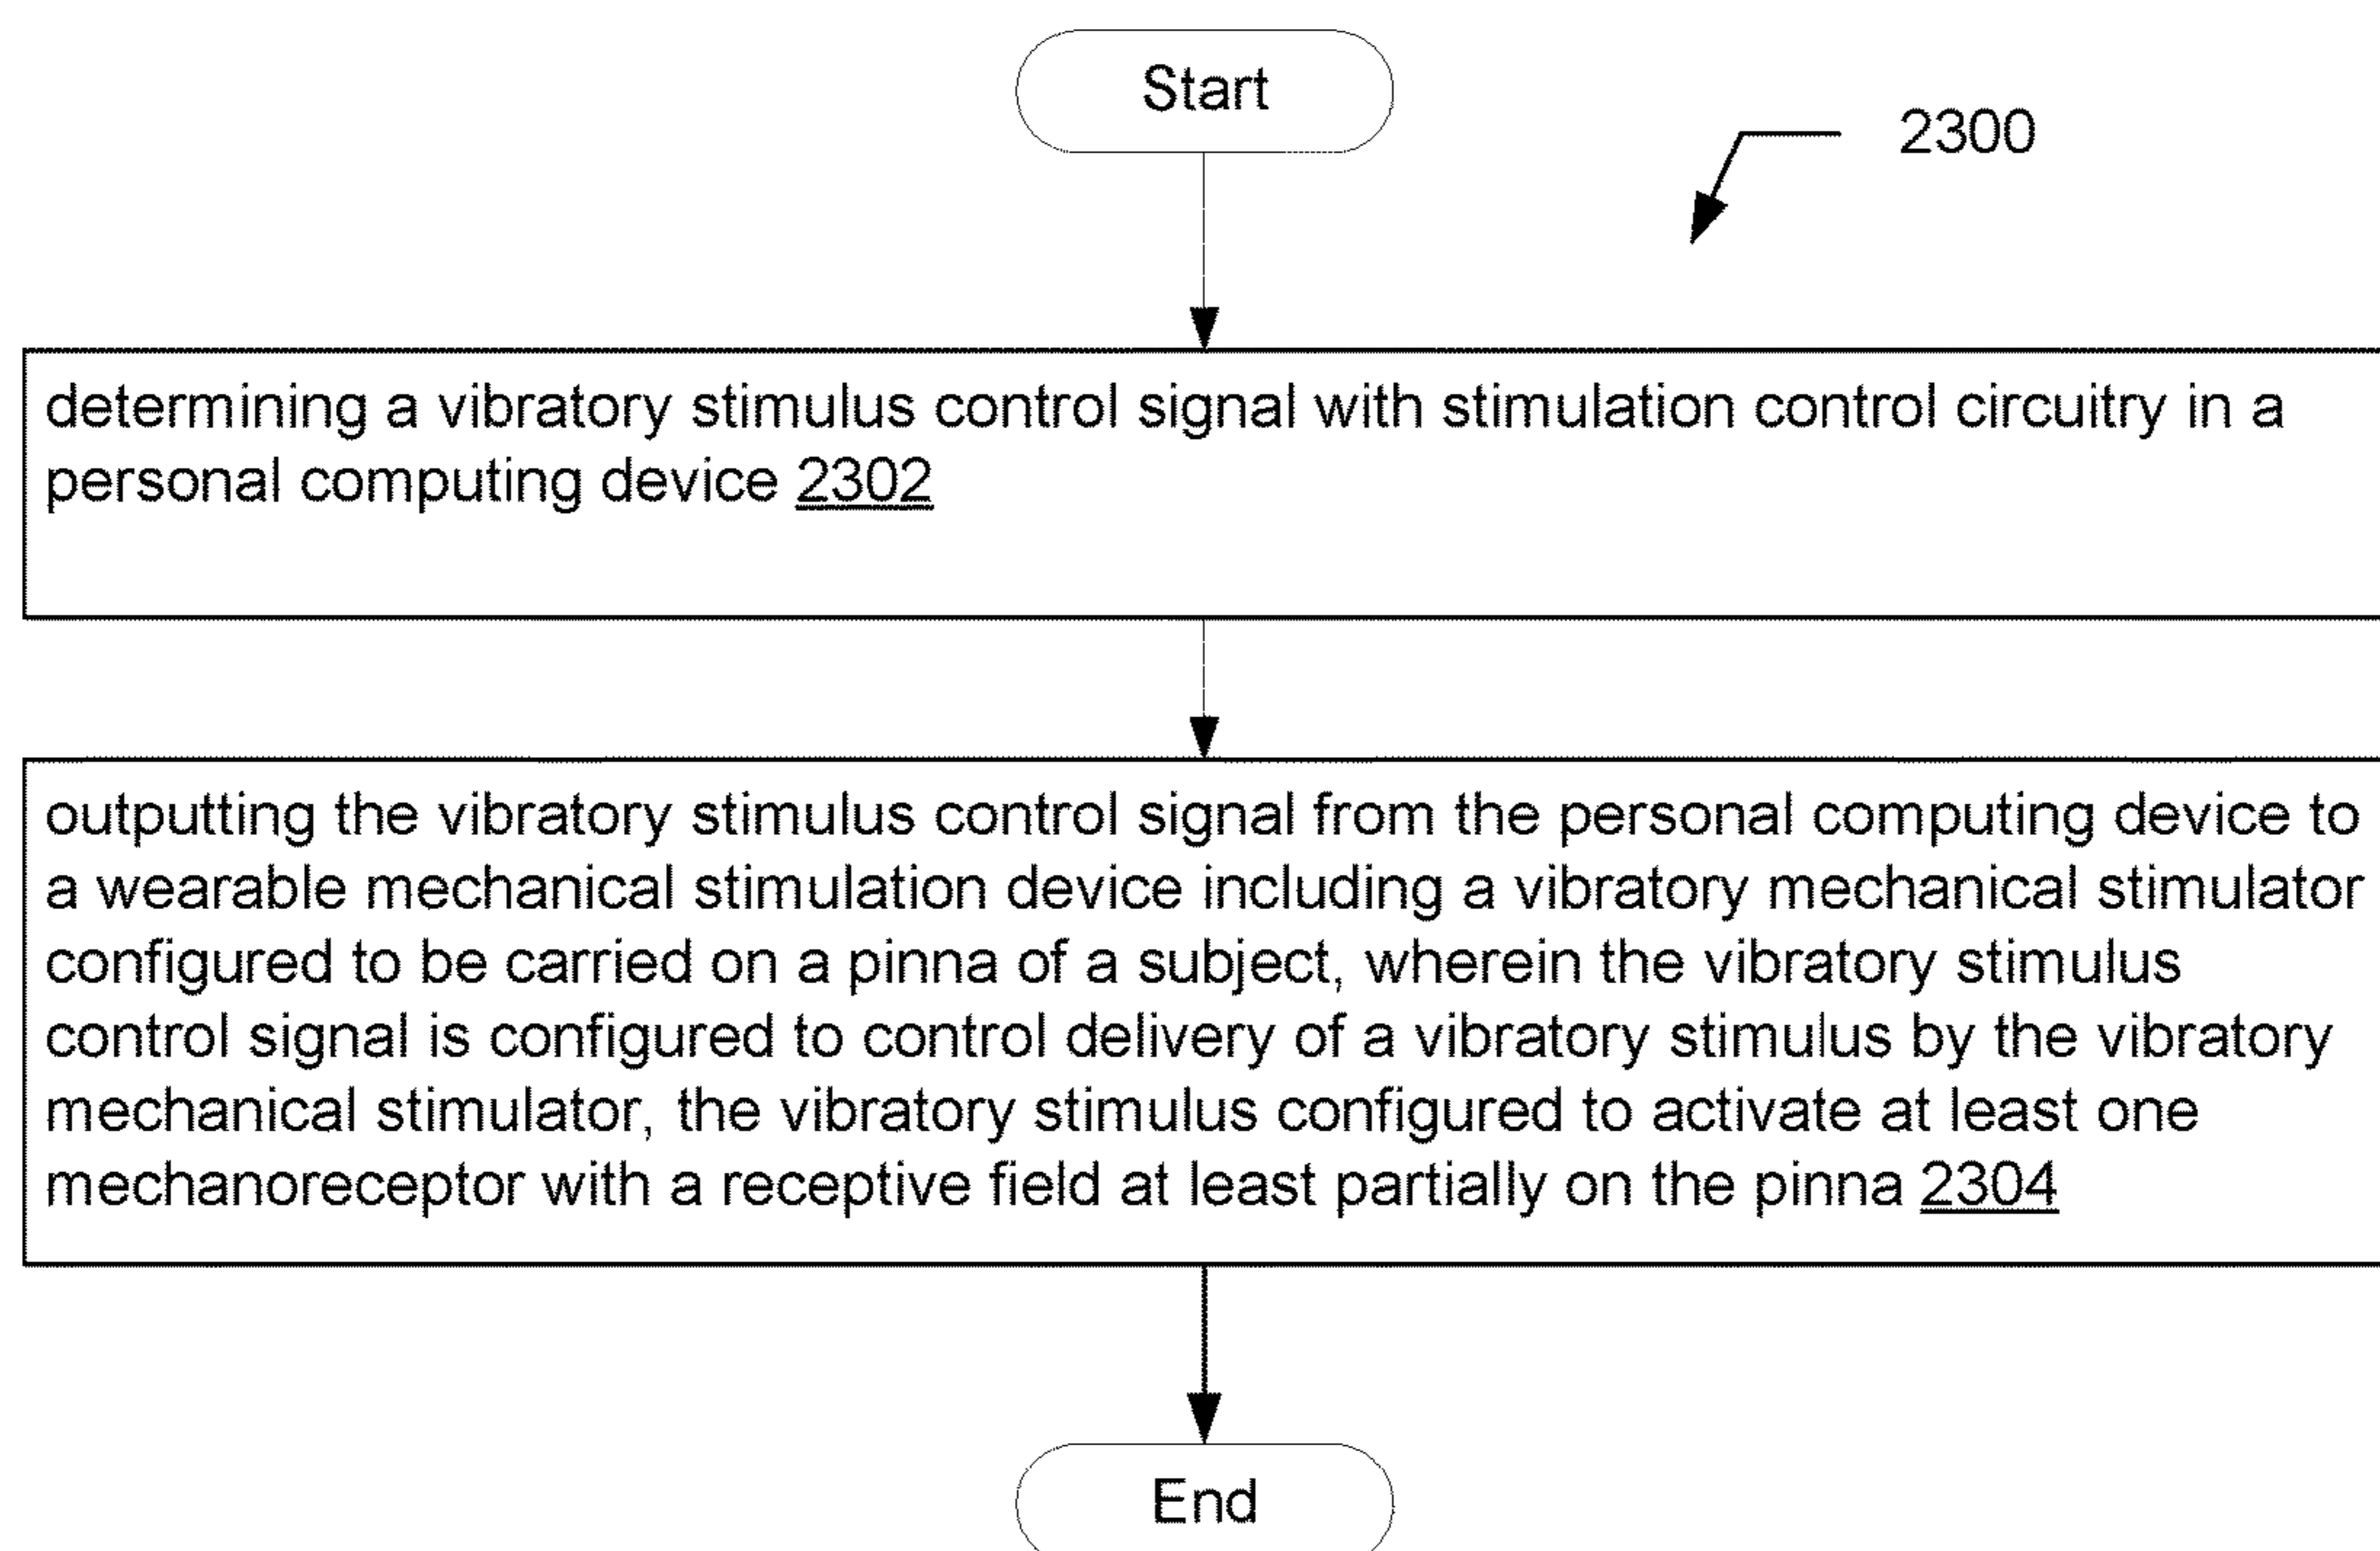 Start
2300
determining a vibratory stimulus control signal with stimulation control circuitry in a
personal computing device 2302
outputting the vibratory stimulus control signal from the personal computing device to
a wearable mechanical stimulation device including a vibratory mechanical stimulator
configured to be carried on a pinna of a subject, wherein the vibratory stimulus
control signal is configured to control delivery of a vibratory stimulus by the vibratory
mechanical stimulator, the vibratory stimulus configured to activate at least one
mechanoreceptor with a receptive field at least partially on the pinna 2304
End